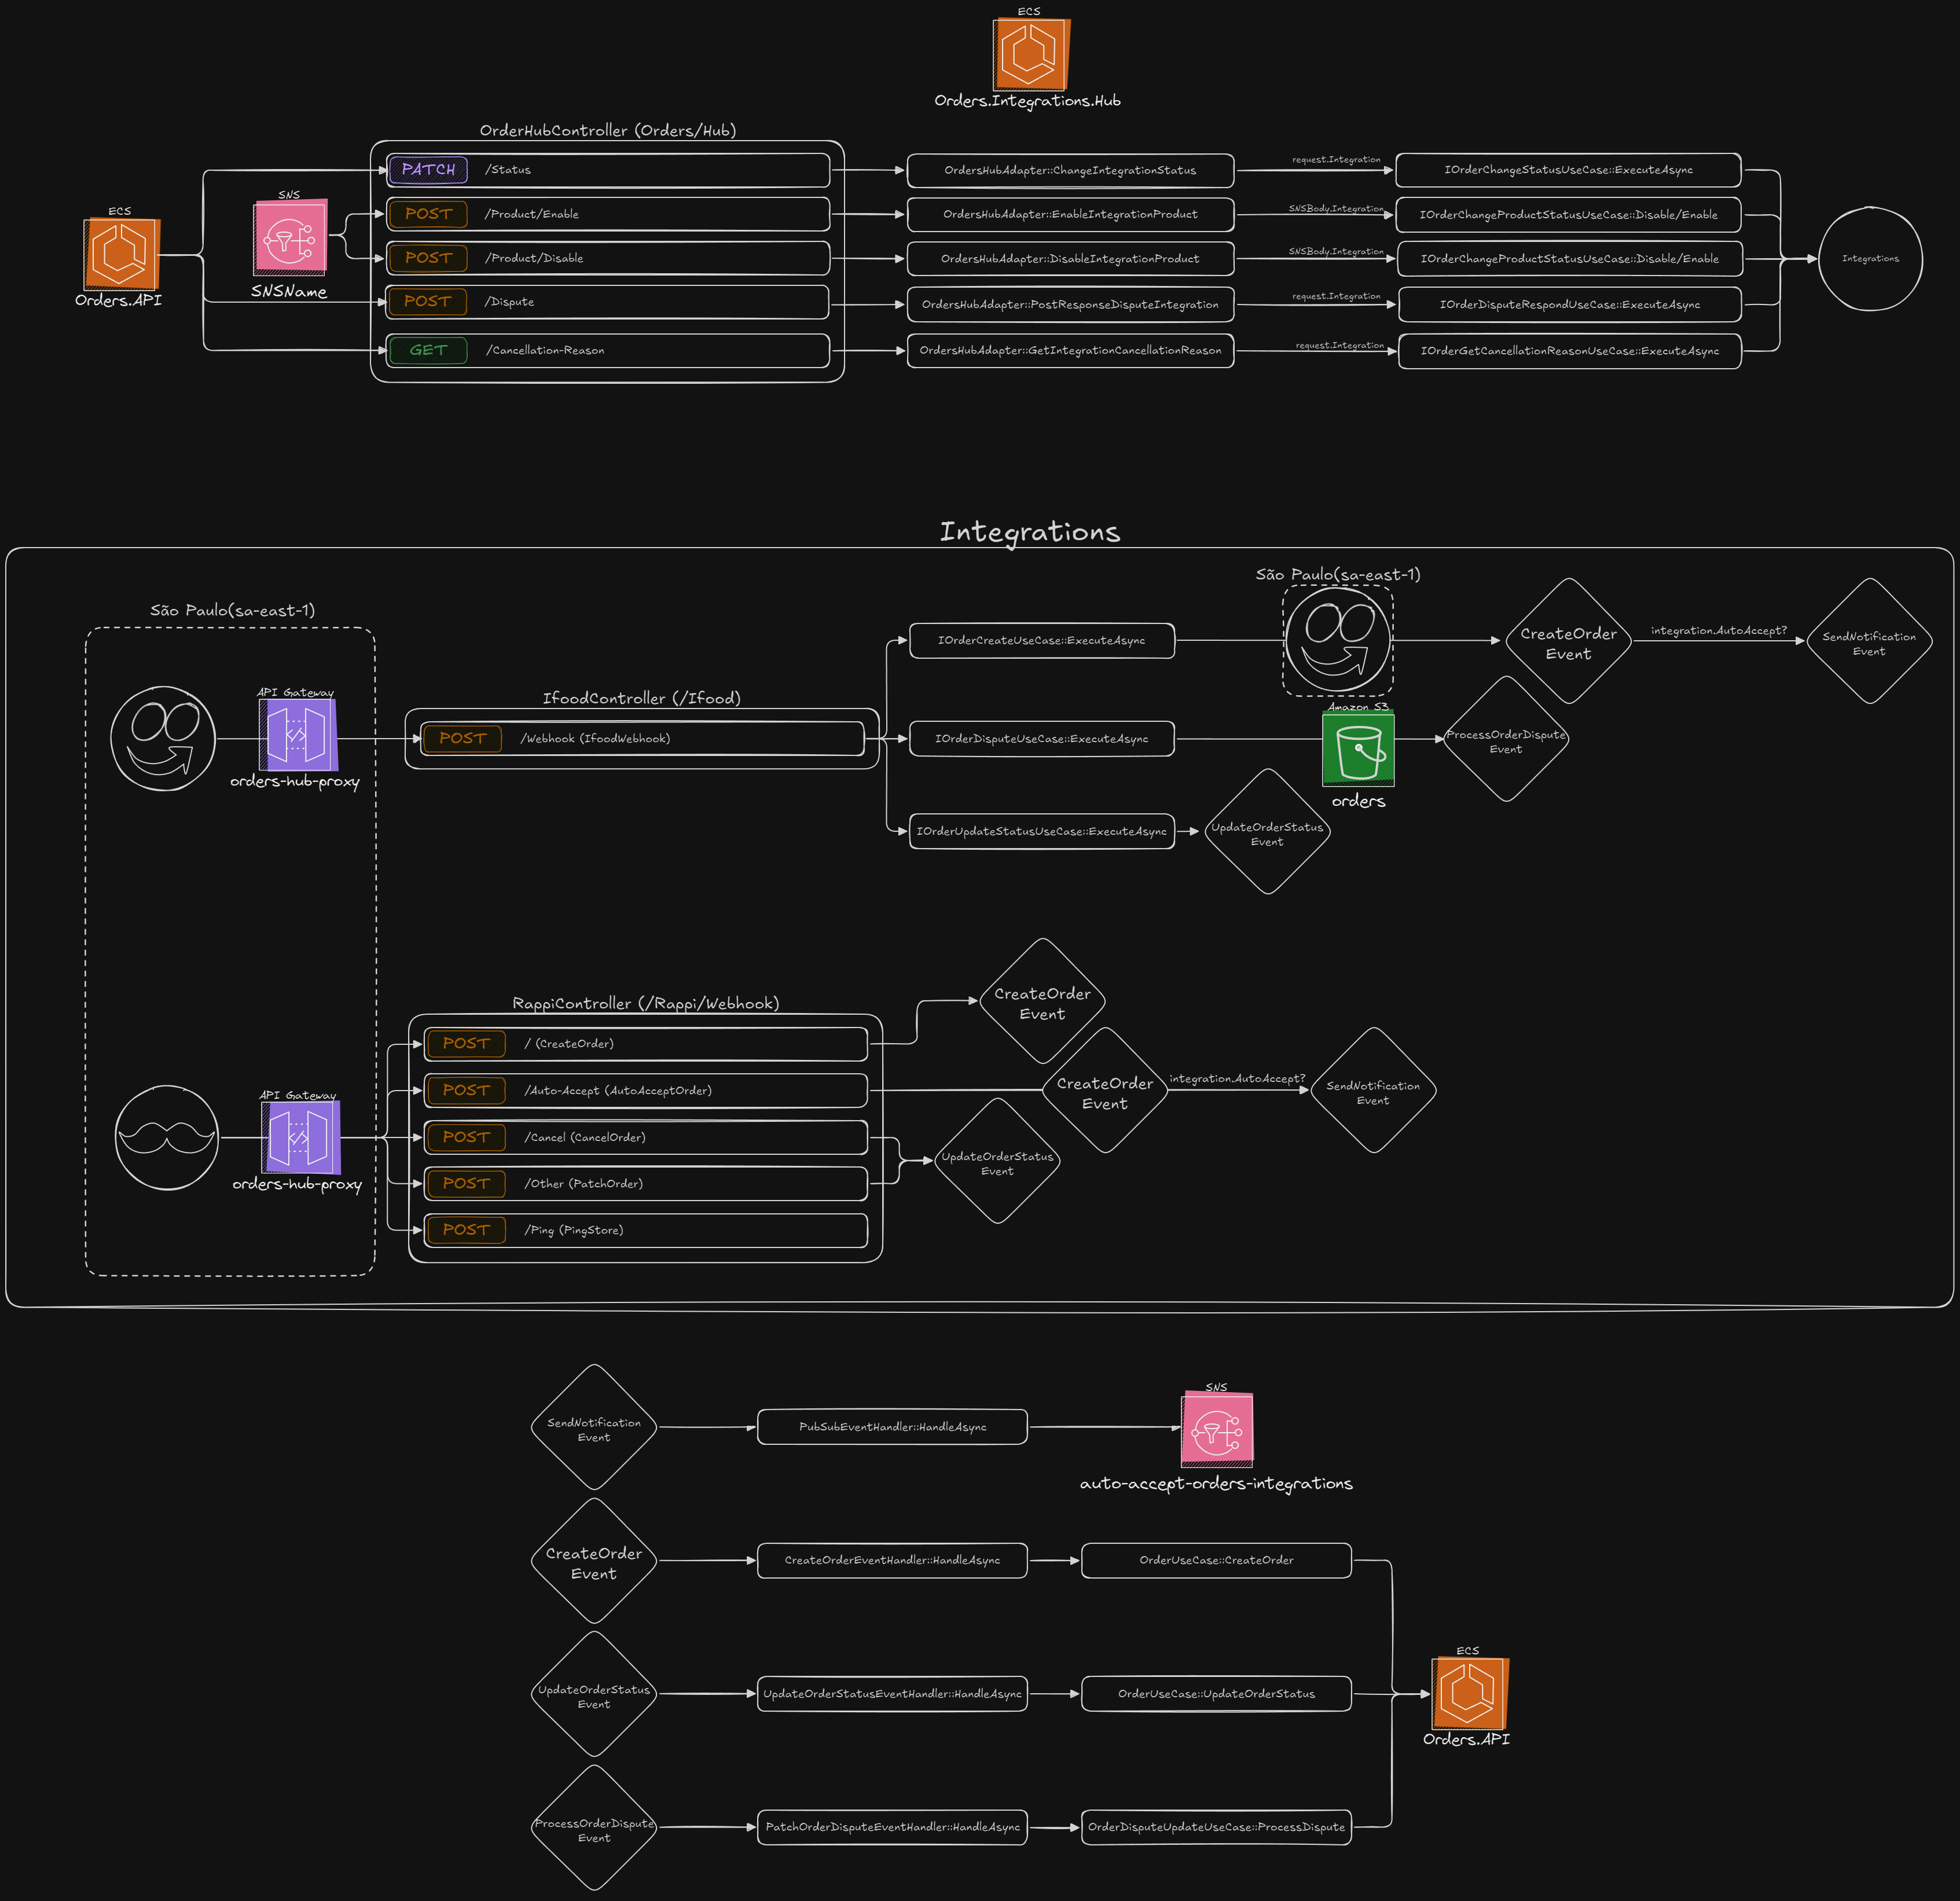 ECS
Orders.Integrations.Hub
OrderHubController (Orders/Hub)
ECS
Orders.API
SNS
SNSName
PATCH /Status
OrdersHubAdapter::ChangeIntegrationStatus
request.Integration
IOrderChangeStatusUseCase::ExecuteAsync
POST /Product/Enable
OrdersHubAdapter::EnableIntegrationProduct
SNSBody.Integration
IOrderChangeProductStatusUseCase::Disable/Enable
POST /Product/Disable
OrdersHubAdapter::DisableIntegrationProduct
SNSBody.Integration
IOrderChangeProductStatusUseCase::Disable/Enable
POST /Dispute
OrdersHubAdapter::PostResponseDisputeIntegration
request.Integration
IOrderDisputeRespondUseCase::ExecuteAsync
GET /Cancellation-Reason
OrdersHubAdapter::GetIntegrationCancellationReason
request.Integration
IOrderGetCancellationReasonUseCase::ExecuteAsync
Integrations
Integrations
São Paulo(sa-east-1)
API Gateway
orders-hub-proxy
IfoodController (/Ifood)
POST /Webhook (IfoodWebhook)
IOrderCreateUseCase::ExecuteAsync
São Paulo(sa-east-1)
CreateOrder
Event
integration.AutoAccept?
SendNotification
Event
IOrderDisputeUseCase::ExecuteAsync
Amazon S3
orders
ProcessOrderDispute
Event
IOrderUpdateStatusUseCase::ExecuteAsync
UpdateOrderStatus
Event
API Gateway
orders-hub-proxy
RappiController (/Rappi/Webhook)
POST / (CreateOrder)
CreateOrder
Event
POST /Auto-Accept (AutoAcceptOrder)
CreateOrder
Event
integration.AutoAccept?
SendNotification
Event
POST /Cancel (CancelOrder)
POST /Other (PatchOrder)
UpdateOrderStatus
Event
POST /Ping (PingStore)
SendNotification
Event
PubSubEventHandler::HandleAsync
SNS
auto-accept-orders-integrations
CreateOrder
Event
CreateOrderEventHandler::HandleAsync
OrderUseCase::CreateOrder
UpdateOrderStatus
Event
UpdateOrderStatusEventHandler::HandleAsync
OrderUseCase::UpdateOrderStatus
ECS
Orders.API
ProcessOrderDispute
Event
PatchOrderDisputeEventHandler::HandleAsync
OrderDisputeUpdateUseCase::ProcessDispute